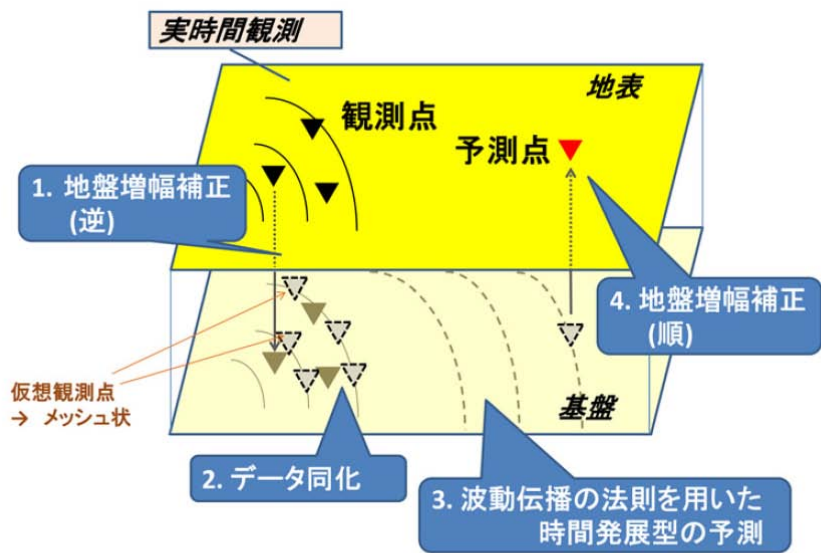 実時間観測
地表
観測点
予測点
1. 地盤増幅補正
(逆)
4. 地盤増幅補正
(順)
仮想観測点
→ メッシュ状
基盤
2. データ同化
3. 波動伝播の法則を用いた
時間発展型の予測